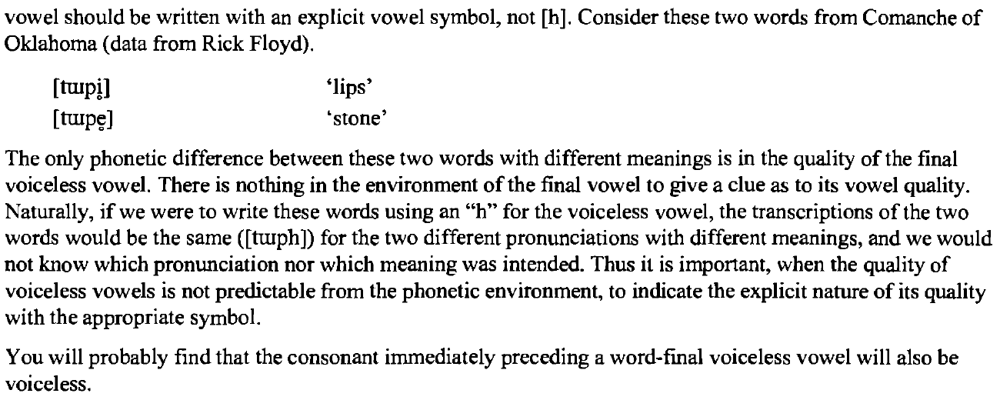 vowel should be written with an explicit vowel symbol, not [h]. Consider these two words from Comanche of
Oklahoma (data from Rick Floyd).
[tɯpi̥] ‘lips’
[tɯpe̥] ‘stone’
The only phonetic difference between these two words with different meanings is in the quality of the final
voiceless vowel. There is nothing in the environment of the final vowel to give a clue as to its vowel quality.
Naturally, if we were to write these words using an “h” for the voiceless vowel, the transcriptions of the two
words would be the same ([tɯph]) for the two different pronunciations with different meanings, and we would
not know which pronunciation nor which meaning was intended. Thus it is important, when the quality of
voiceless vowels is not predictable from the phonetic environment, to indicate the explicit nature of its quality
with the appropriate symbol.
You will probably find that the consonant immediately preceding a word-final voiceless vowel will also be
voiceless.